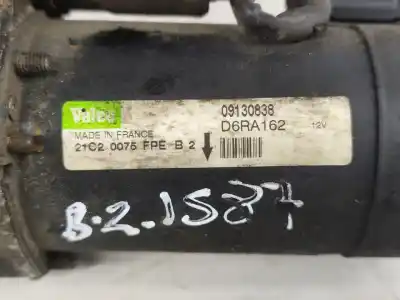 Valeo
09130838
MADE IN FRANCE
D6RA162 12V
21C2 0075 FPE B 2
B.2.1587